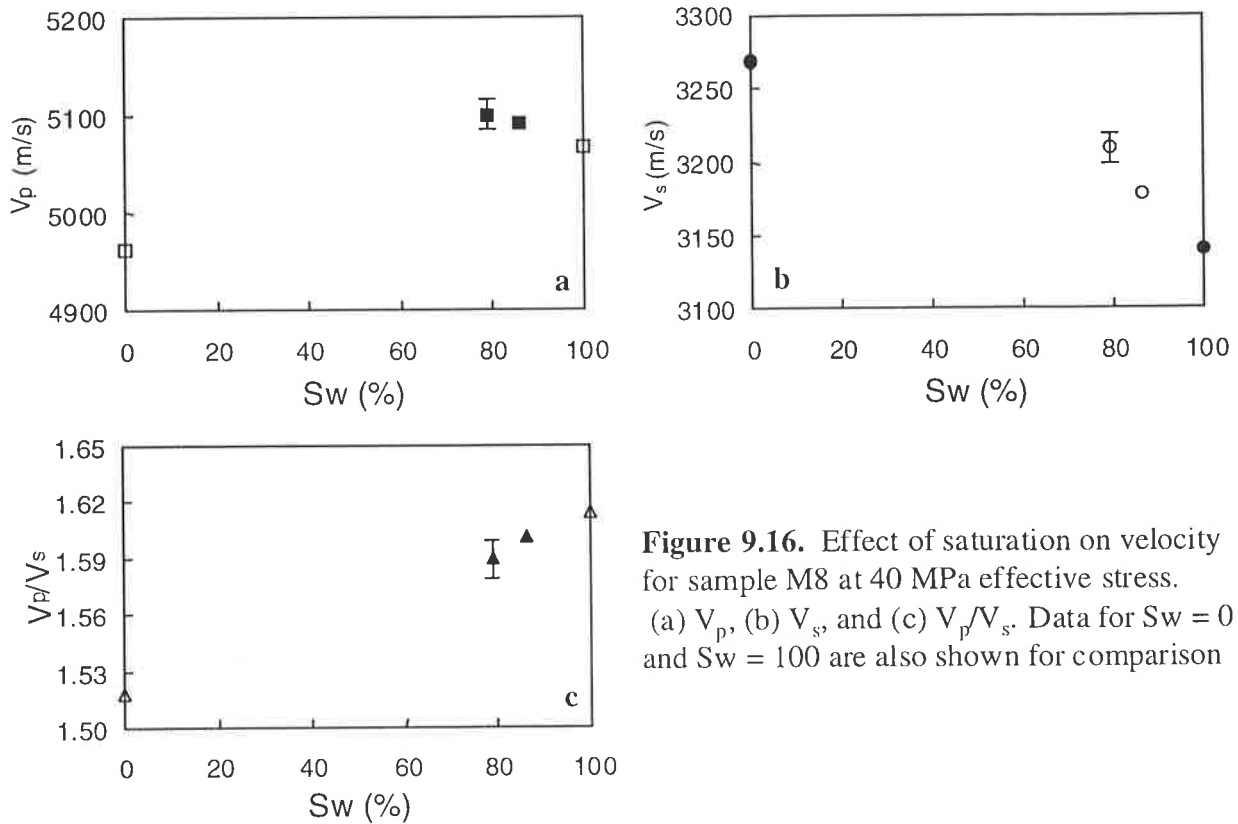 5200
5100
5000
4900
Vp (m/s)
a
0 20 40 60 80 100
Sw (%)
3300
3250
3200
3150
3100
Vs (m/s)
b
0 20 40 60 80 100
Sw (%)
1.65
1.62
1.59
1.56
1.53
1.50
Vp/Vs
c
0 20 40 60 80 100
Sw (%)
Figure 9.16. Effect of saturation on velocity
for sample M8 at 40 MPa effective stress.
(a) Vp, (b) Vs, and (c) Vp/Vs. Data for Sw = 0
and Sw = 100 are also shown for comparison